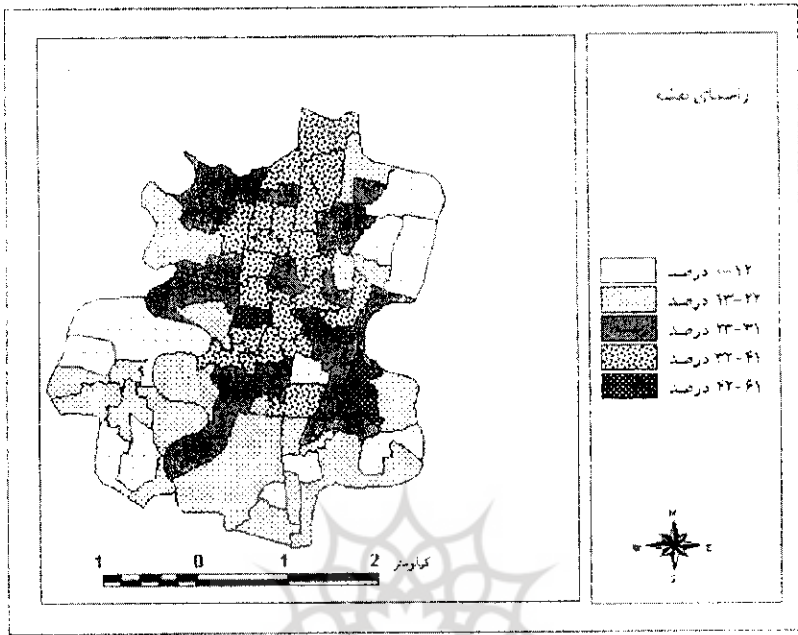 راهنمای نقشه
۰-۱۲ درصد
۱۳-۲۲ درصد
۲۳-۳۱ درصد
۳۲-۴۱ درصد
۴۲-۶۱ درصد
1 0 1 2 کیلومتر
E
S